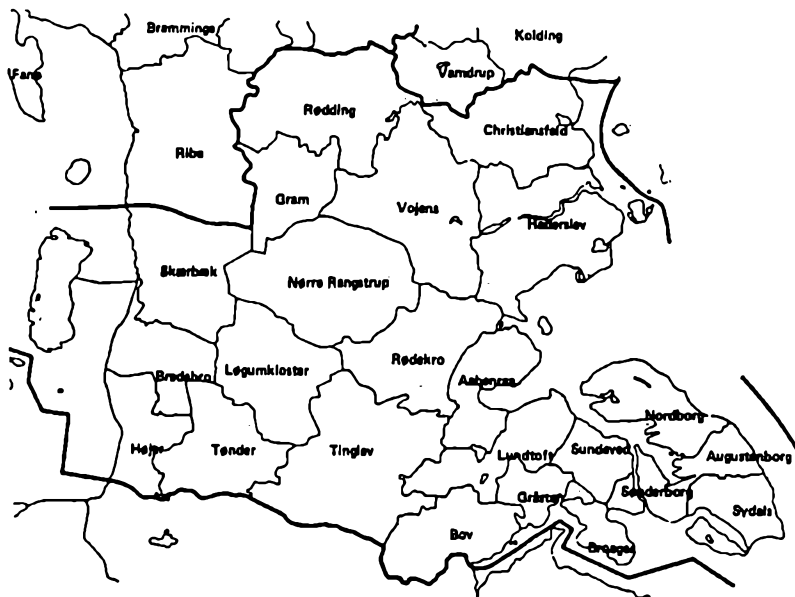 Bramminge
Kolding
Fanø
Vamdrup
Rødding
Christiansfeld
Ribe
Gram
Vojens
Haderslev
Skærbæk
Nørre Rangstrup
Rødekro
Bredebro
Løgumkloster
Aabenraa
Nordborg
Højer
Tønder
Tinglev
Lundtoft
Sundeved
Augustenborg
Gråsten
Sønderborg
Sydals
Bov
Broager